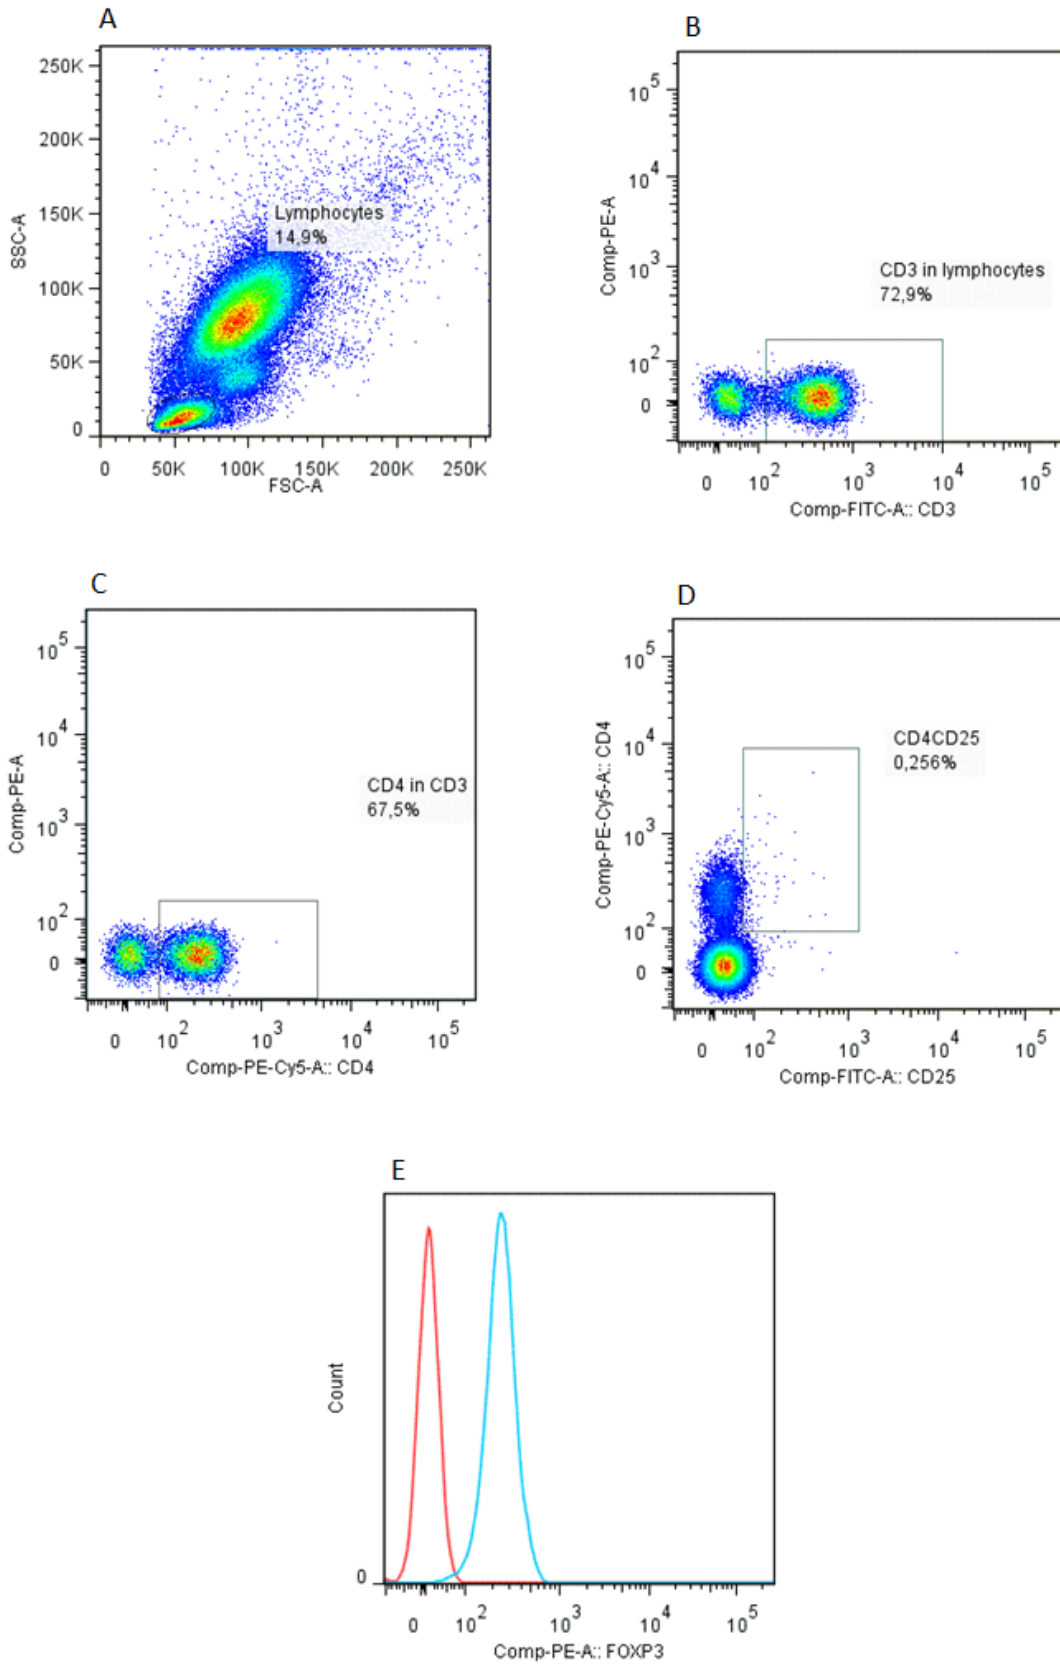 A
250K
200K
150K
100K
50K
0
SSC-A
Lymphocytes
14,9%
0 50K 100K 150K 200K 250K
FSC-A
B
10^5
10^4
10^3
10^2
0
Comp-PE-A
CD3 in lymphocytes
72,9%
0 10^2 10^3 10^4 10^5
Comp-FITC-A:: CD3
C
10^5
10^4
10^3
10^2
0
Comp-PE-A
CD4 in CD3
67,5%
0 10^2 10^3 10^4 10^5
Comp-PE-Cy5-A:: CD4
D
10^5
10^4
10^3
10^2
0
Comp-PE-Cy5-A:: CD4
CD4CD25
0,256%
0 10^2 10^3 10^4 10^5
Comp-FITC-A:: CD25
E
Count
0
0 10^2 10^3 10^4 10^5
Comp-PE-A:: FOXP3